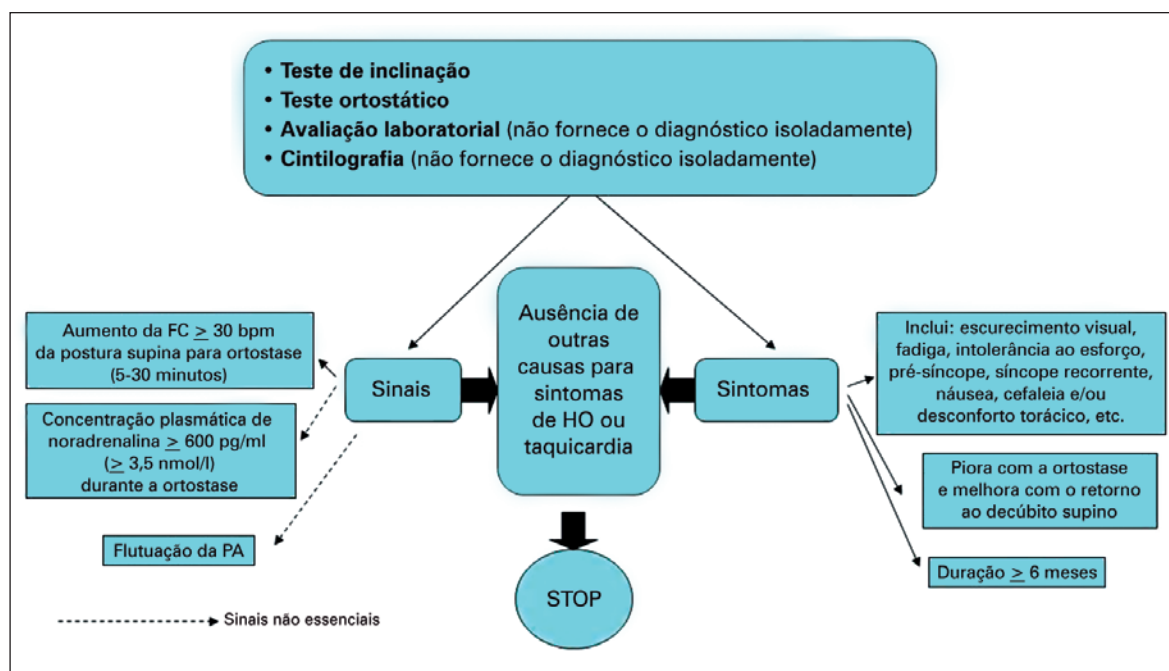 • Teste de inclinação
• Teste ortostático
• Avaliação laboratorial (não fornece o diagnóstico isoladamente)
• Cintilografia (não fornece o diagnóstico isoladamente)
Aumento da FC ≥ 30 bpm
da postura supina para ortostase
(5-30 minutos)
Concentração plasmática de
noradrenalina ≥ 600 pg/ml
(≥ 3,5 nmol/l)
durante a ortostase
Flutuação da PA
Sinais
Ausência de
outras
causas para
sintomas
de HO ou
taquicardia
Sintomas
Inclui: escurecimento visual,
fadiga, intolerância ao esforço,
pré-síncope, síncope recorrente,
náusea, cefaleia e/ou
desconforto torácico, etc.
Piora com a ortostase
e melhora com o retorno
ao decúbito supino
Duração ≥ 6 meses
STOP
Sinais não essenciais